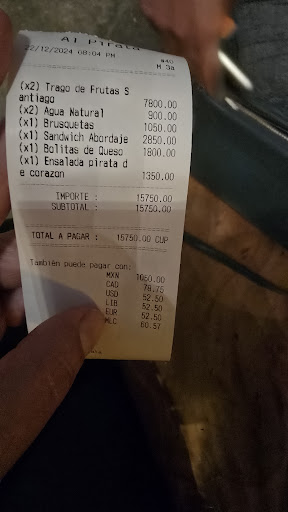 Al Pirata
22/12/2024 08:04 PM #40
M 3a
(x2) Trago de Frutas S
antiago 7800.00
(x2) Agua Natural 900.00
(x1) Brusquetas 1050.00
(x1) Sandwich Abordaje 2850.00
(x1) Bolitas de Queso 1800.00
(x1) Ensalada pirata d
e corazon 1350.00
IMPORTE : 15750.00
SUBTOTAL : 15750.00
TOTAL A PAGAR : 15750.00 CUP
También puede pagar con:
MXN 1050.00
CAD 78.75
USD 52.50
LIB 52.50
EUR 52.50
MLC 60.57